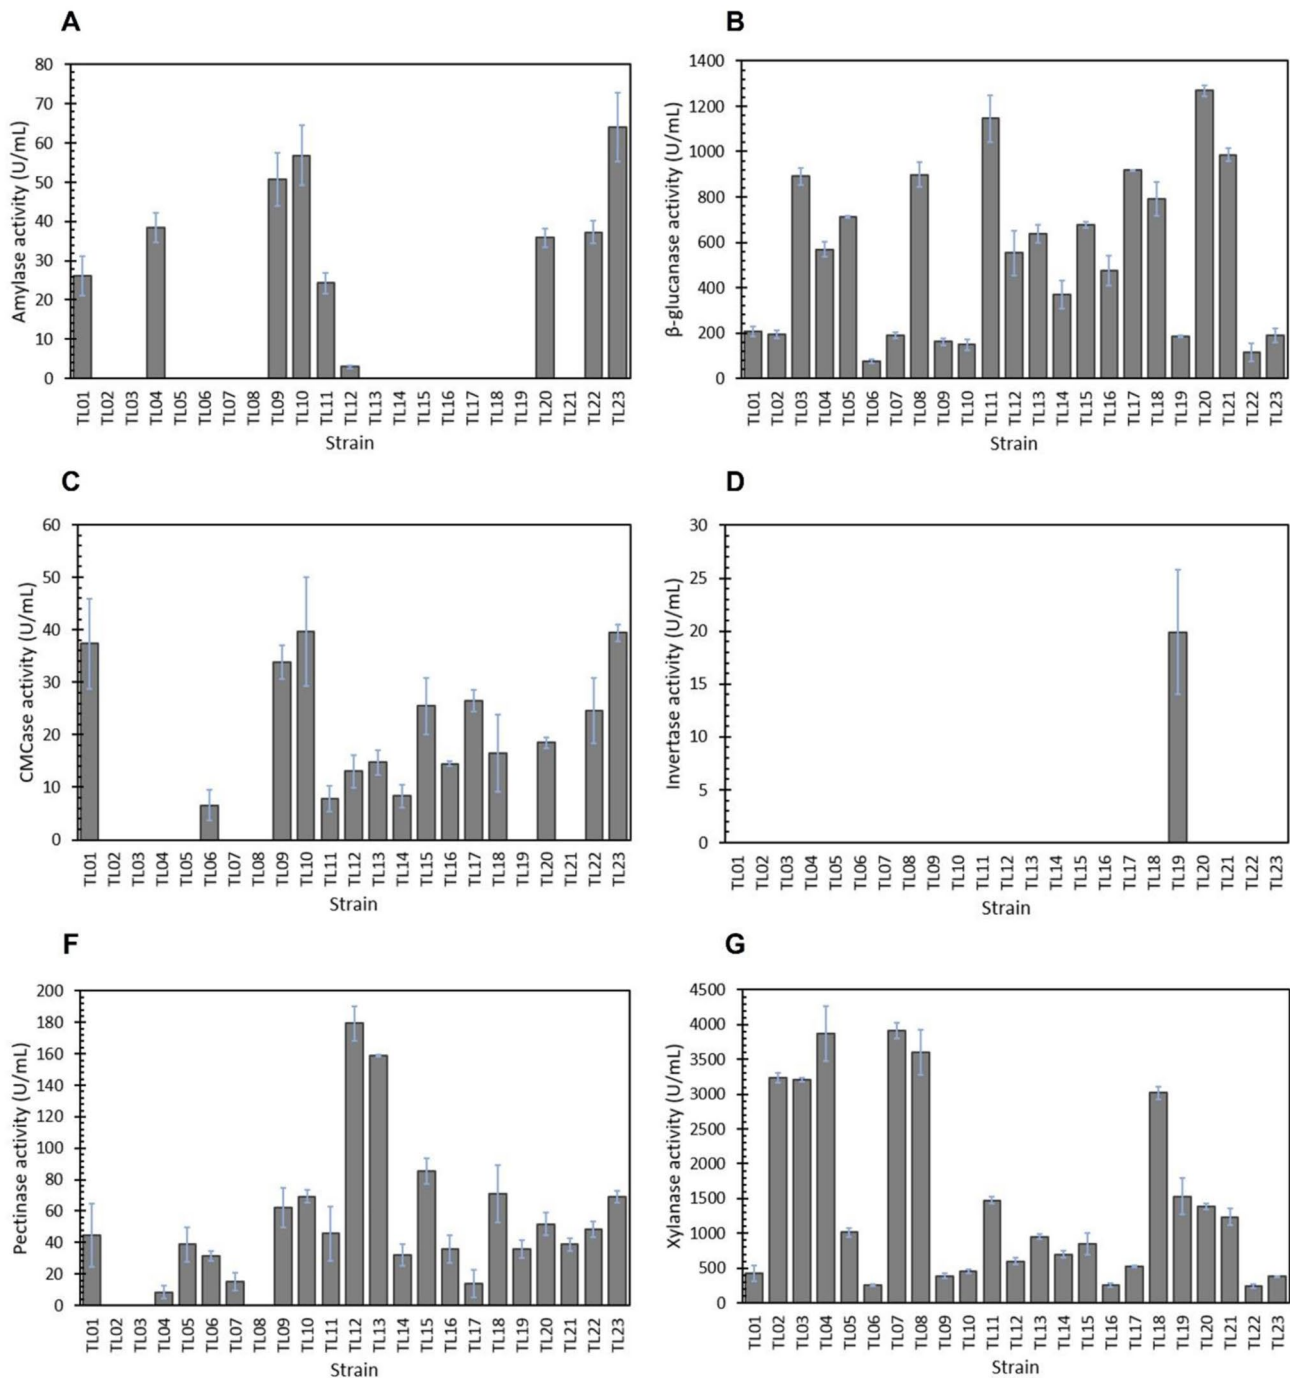 A
80
70
60
50
40
30
20
10
0
Amylase activity (U/mL)
TL01 TL02 TL03 TL04 TL05 TL06 TL07 TL08 TL09 TL10 TL11 TL12 TL13 TL14 TL15 TL16 TL17 TL18 TL19 TL20 TL21 TL22 TL23
Strain
B
1400
1200
1000
800
600
400
200
0
β-glucanase activity (U/mL)
TL01 TL02 TL03 TL04 TL05 TL06 TL07 TL08 TL09 TL10 TL11 TL12 TL13 TL14 TL15 TL16 TL17 TL18 TL19 TL20 TL21 TL22 TL23
Strain
C
60
50
40
30
20
10
0
CMCase activity (U/mL)
TL01 TL02 TL03 TL04 TL05 TL06 TL07 TL08 TL09 TL10 TL11 TL12 TL13 TL14 TL15 TL16 TL17 TL18 TL19 TL20 TL21 TL22 TL23
Strain
D
30
25
20
15
10
5
0
Invertase activity (U/mL)
TL01 TL02 TL03 TL04 TL05 TL06 TL07 TL08 TL09 TL10 TL11 TL12 TL13 TL14 TL15 TL16 TL17 TL18 TL19 TL20 TL21 TL22 TL23
Strain
F
200
180
160
140
120
100
80
60
40
20
0
Pectinase activity (U/mL)
TL01 TL02 TL03 TL04 TL05 TL06 TL07 TL08 TL09 TL10 TL11 TL12 TL13 TL14 TL15 TL16 TL17 TL18 TL19 TL20 TL21 TL22 TL23
Strain
G
4500
4000
3500
3000
2500
2000
1500
1000
500
0
Xylanase activity (U/mL)
TL01 TL02 TL03 TL04 TL05 TL06 TL07 TL08 TL09 TL10 TL11 TL12 TL13 TL14 TL15 TL16 TL17 TL18 TL19 TL20 TL21 TL22 TL23
Strain